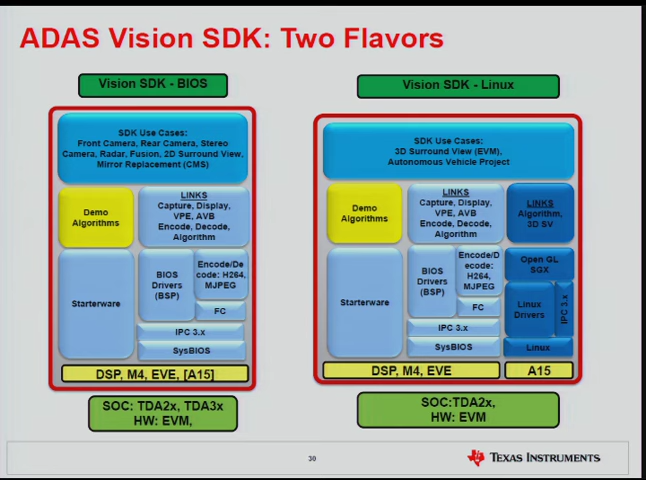 ADAS Vision SDK: Two Flavors
Vision SDK - BIOS
SDK Use Cases:
Front Camera, Rear Camera, Stereo
Camera, Radar, Fusion, 2D Surround View,
Mirror Replacement (CMS)
Demo
Algorithms
LINKS
Capture, Display,
VPE, AVB
Encode, Decode,
Algorithm
Starterware
BIOS
Drivers
(BSP)
Encode/De
code: H264,
MJPEG
FC
IPC 3.x
SysBIOS
DSP, M4, EVE, [A15]
SOC: TDA2x, TDA3x
HW: EVM,
Vision SDK - Linux
SDK Use Cases:
3D Surround View (EVM),
Autonomous Vehicle Project
Demo
Algorithms
LINKS
Capture, Display,
VPE, AVB
Encode, Decode,
Algorithm
LINKS
Algorithm,
3D SV
Starterware
BIOS
Drivers
(BSP)
Encode/D
ecode:
H264,
MJPEG
FC
IPC 3.x
SysBIOS
Open GL
SGX
Linux
Drivers
IPC 3.x
Linux
DSP, M4, EVE
A15
SOC:TDA2x,
HW: EVM
30
TEXAS INSTRUMENTS